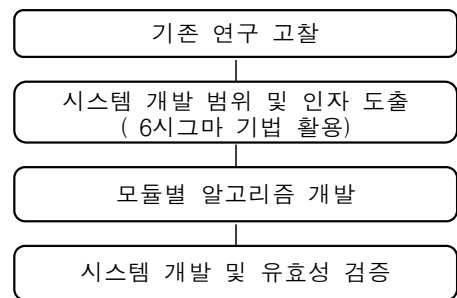 기존 연구 고찰
시스템 개발 범위 및 인자 도출
( 6시그마 기법 활용)
모듈별 알고리즘 개발
시스템 개발 및 유효성 검증